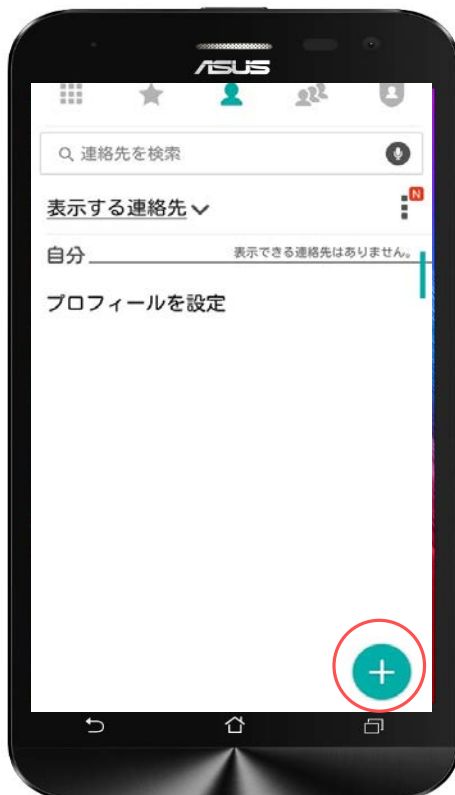 ASUS
連絡先を検索
表示する連絡先
N
自分
表示できる連絡先はありません。
プロフィールを設定